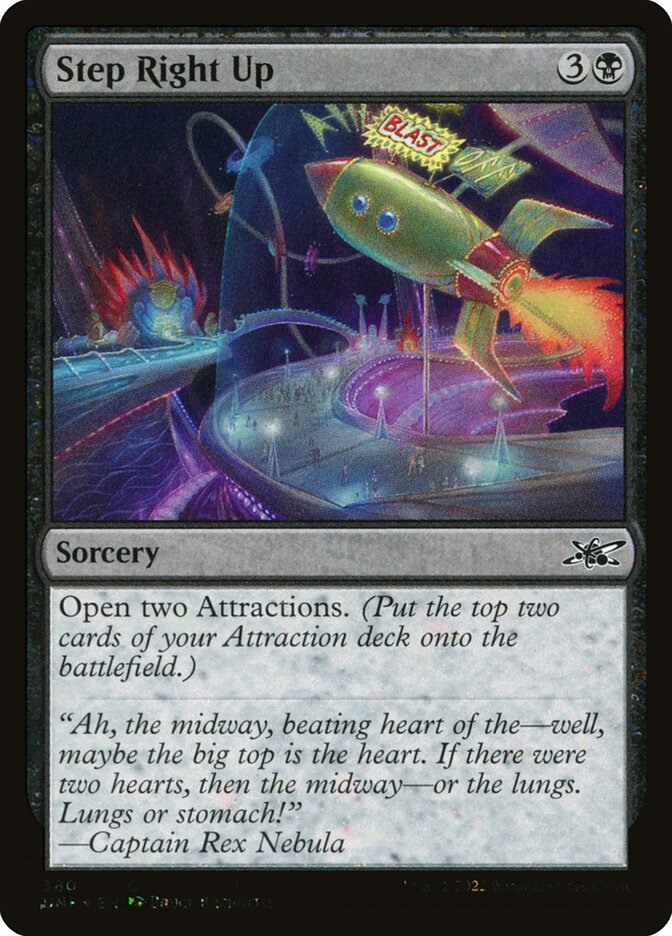 Step Right Up 3
BLAST
Sorcery
Open two Attractions. (Put the top two
cards of your Attraction deck onto the
battlefield.)
“Ah, the midway, beating heart of the—well,
maybe the big top is the heart. If there were
two hearts, then the midway—or the lungs.
Lungs or stomach!”
—Captain Rex Nebula
2022